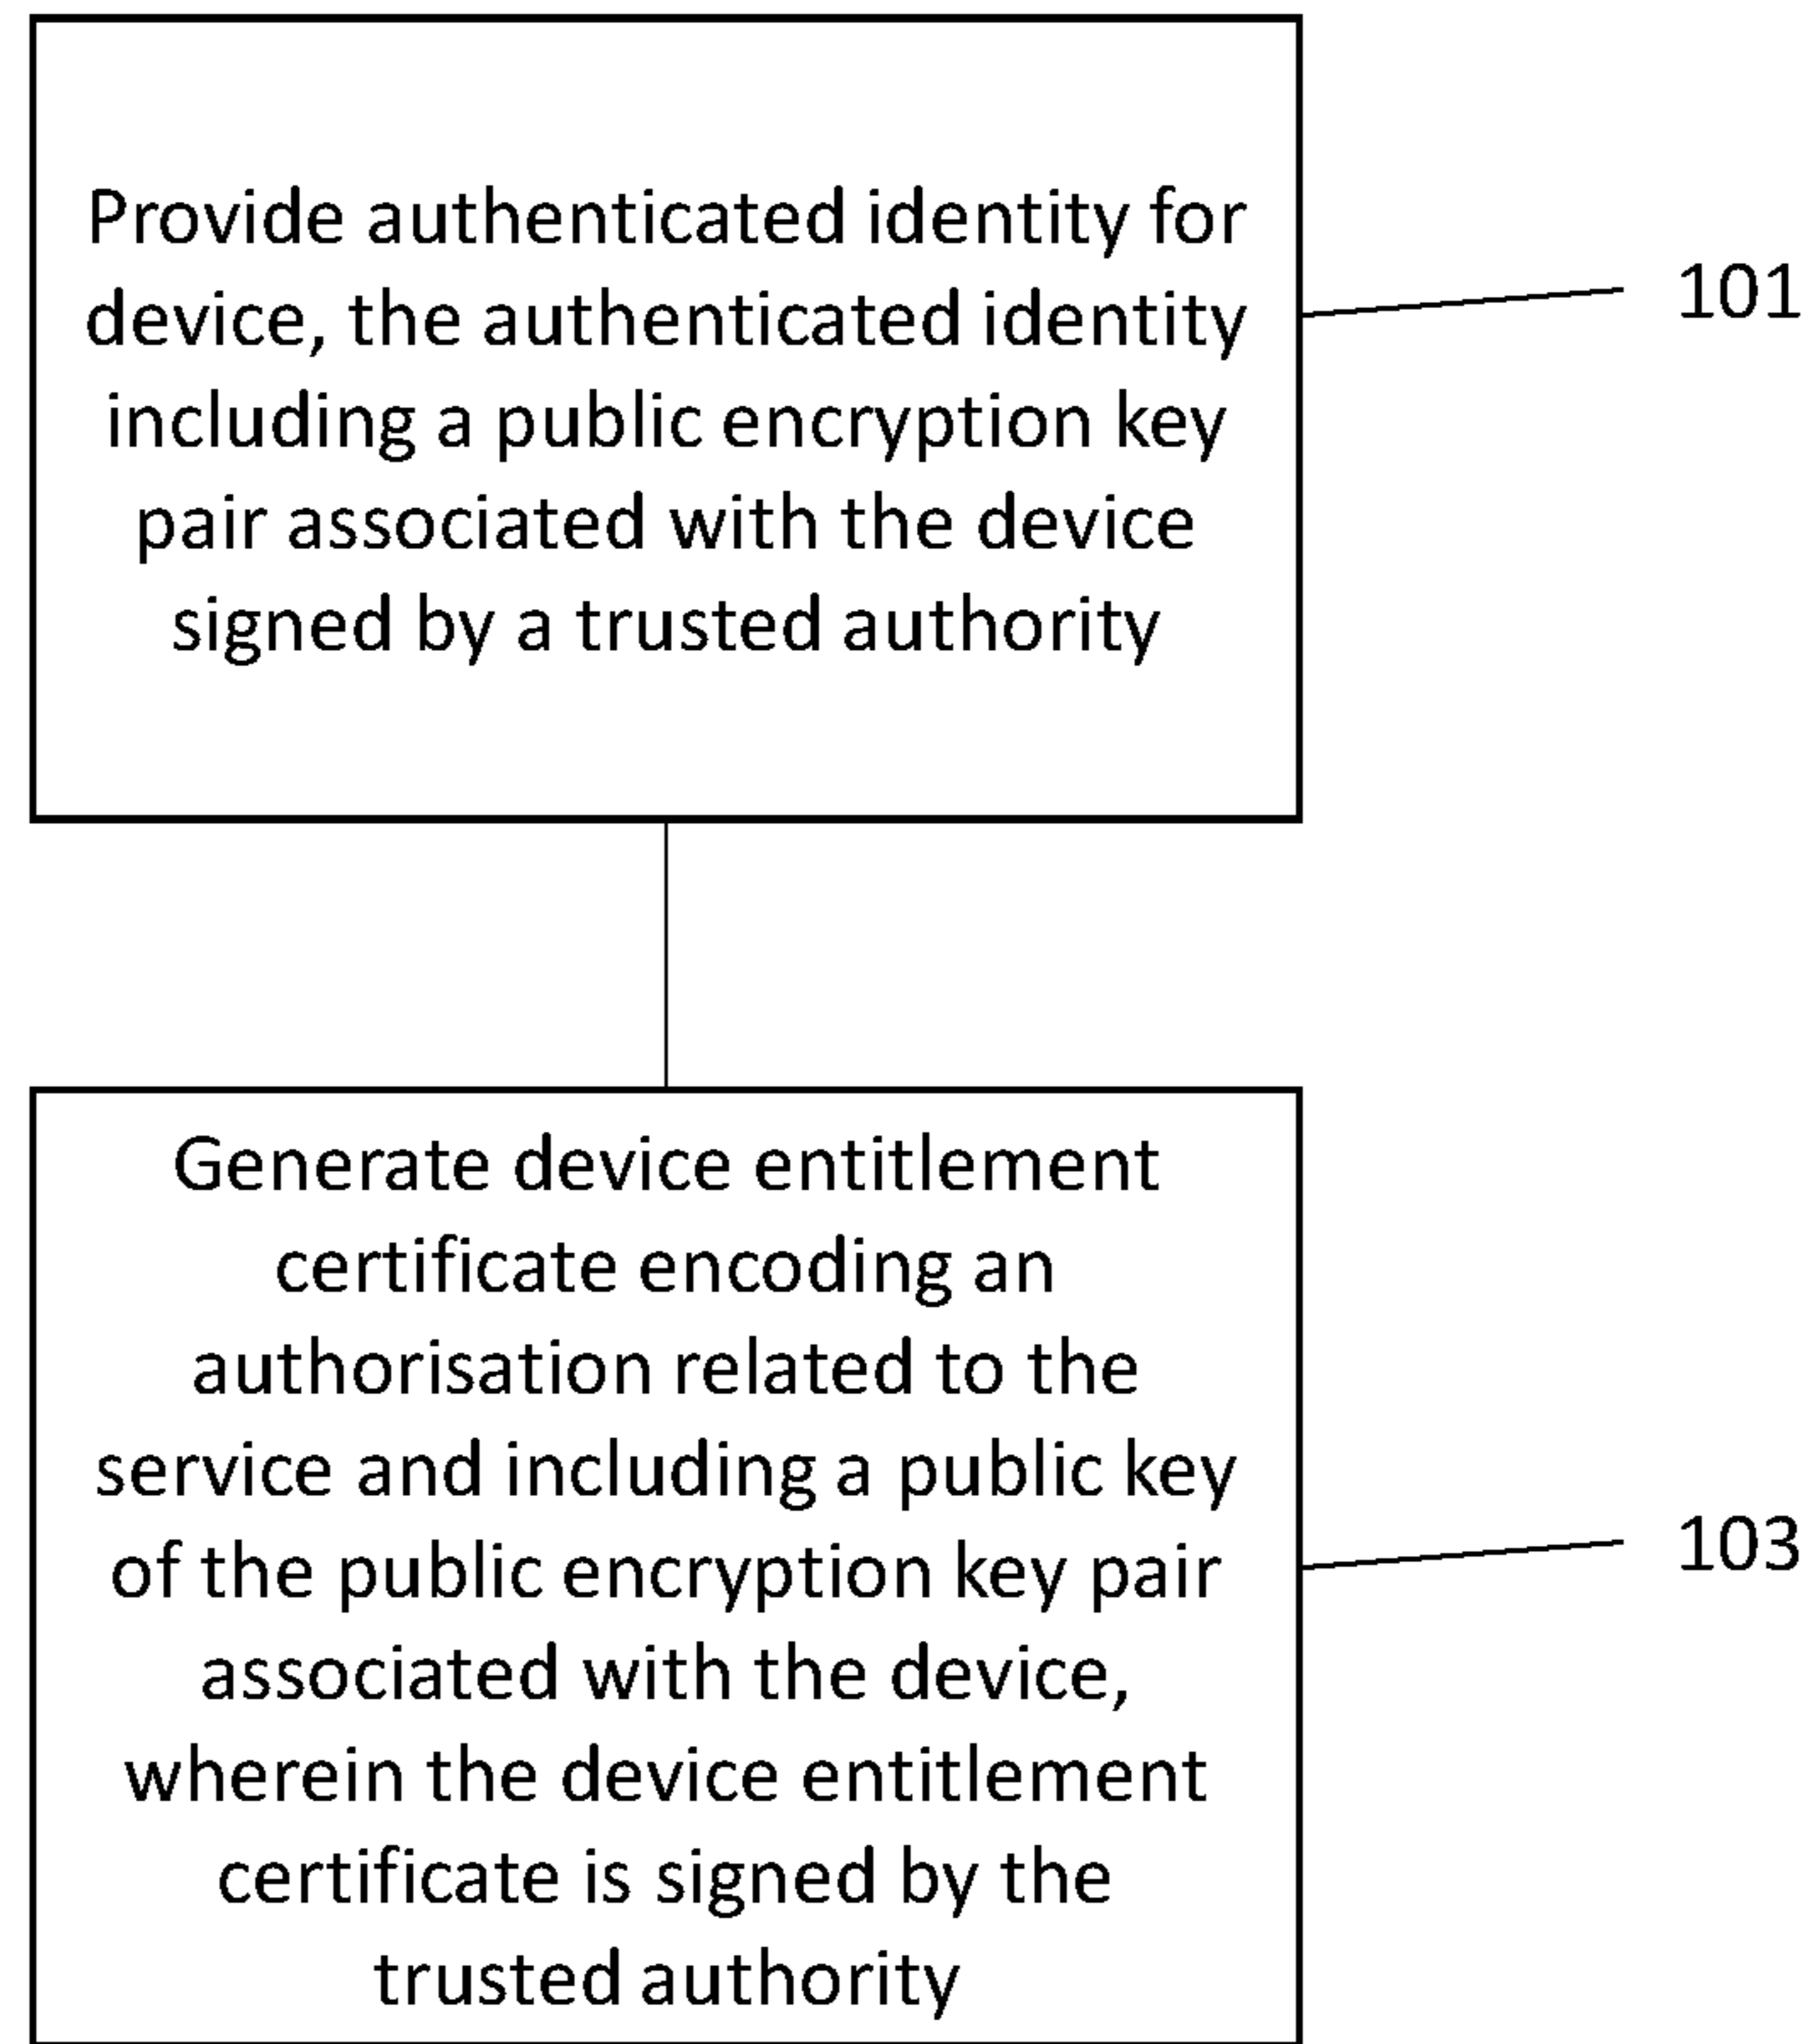 Provide authenticated identity for
device, the authenticated identity
including a public encryption key
pair associated with the device
signed by a trusted authority
101
Generate device entitlement
certificate encoding an
authorisation related to the
service and including a public key
of the public encryption key pair
associated with the device,
wherein the device entitlement
certificate is signed by the
trusted authority
103